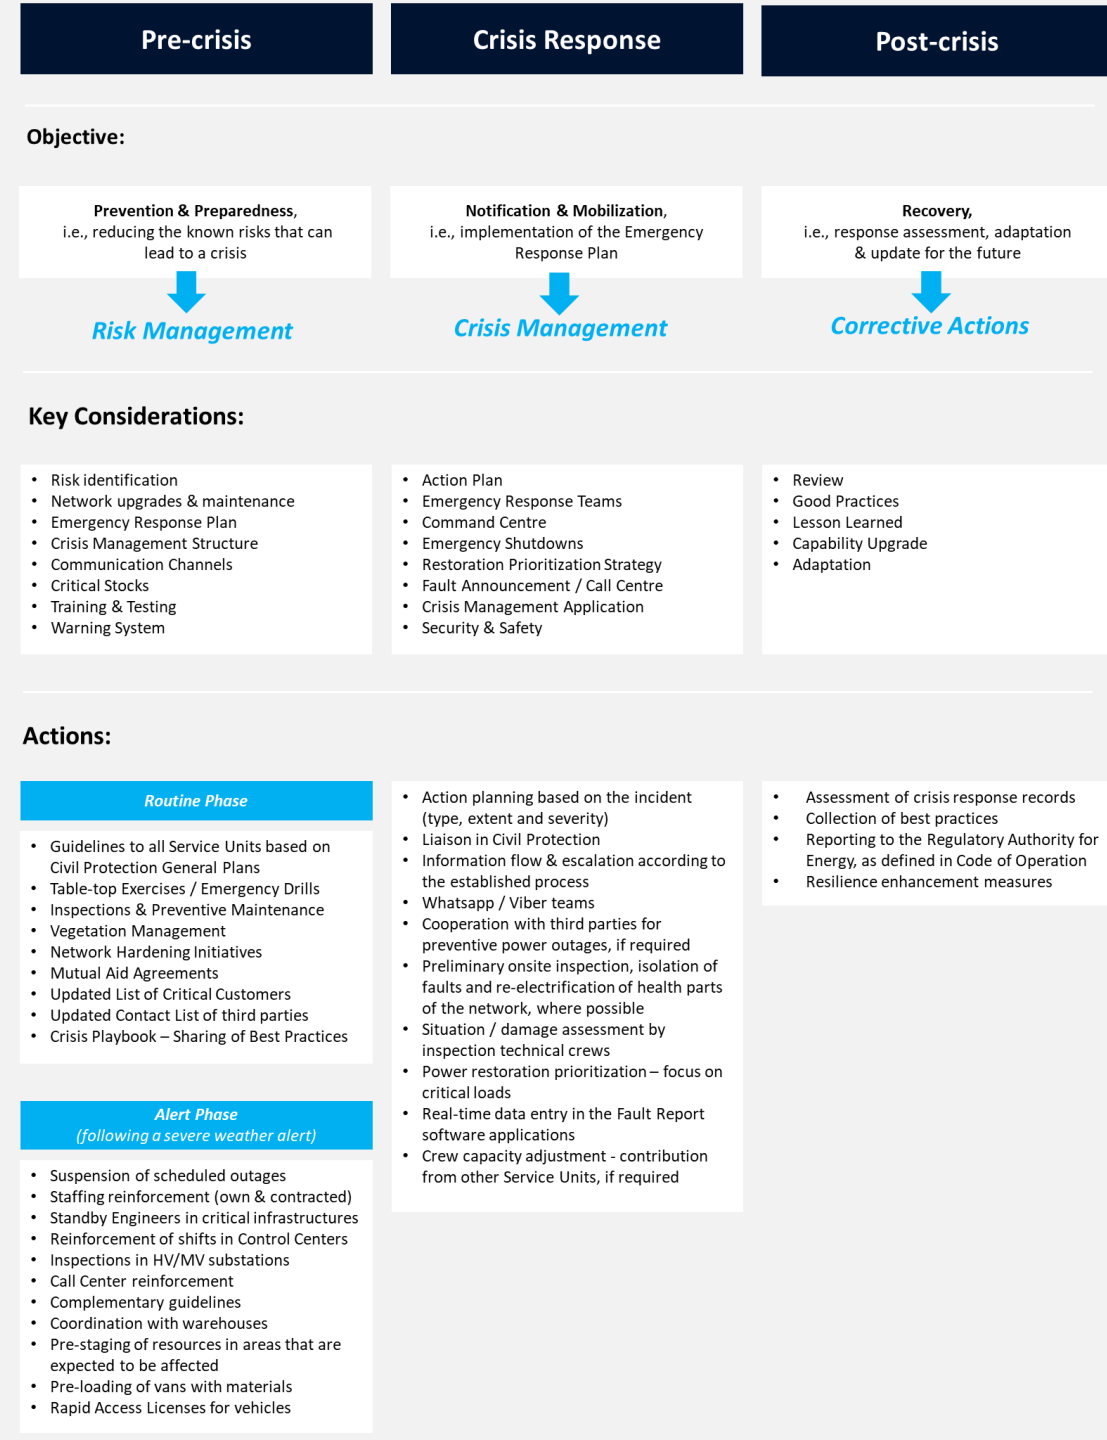 Pre-crisis
Crisis Response
Post-crisis
Objective:
Prevention & Preparedness,
i.e., reducing the known risks that can
lead to a crisis
Risk Management
Notification & Mobilization,
i.e., implementation of the Emergency
Response Plan
Crisis Management
Recovery,
i.e., response assessment, adaptation
& update for the future
Corrective Actions
Key Considerations:
• Risk identification
• Network upgrades & maintenance
• Emergency Response Plan
• Crisis Management Structure
• Communication Channels
• Critical Stocks
• Training & Testing
• Warning System
• Action Plan
• Emergency Response Teams
• Command Centre
• Emergency Shutdowns
• Restoration Prioritization Strategy
• Fault Announcement / Call Centre
• Crisis Management Application
• Security & Safety
• Review
• Good Practices
• Lesson Learned
• Capability Upgrade
• Adaptation
Actions:
Routine Phase
• Guidelines to all Service Units based on
Civil Protection General Plans
• Table-top Exercises / Emergency Drills
• Inspections & Preventive Maintenance
• Vegetation Management
• Network Hardening Initiatives
• Mutual Aid Agreements
• Updated List of Critical Customers
• Updated Contact List of third parties
• Crisis Playbook – Sharing of Best Practices
Alert Phase
(following a severe weather alert)
• Suspension of scheduled outages
• Staffing reinforcement (own & contracted)
• Standby Engineers in critical infrastructures
• Reinforcement of shifts in Control Centers
• Inspections in HV/MV substations
• Call Center reinforcement
• Complementary guidelines
• Coordination with warehouses
• Pre-staging of resources in areas that are
expected to be affected
• Pre-loading of vans with materials
• Rapid Access Licenses for vehicles
• Action planning based on the incident
(type, extent and severity)
• Liaison in Civil Protection
• Information flow & escalation according to
the established process
• Whatsapp / Viber teams
• Cooperation with third parties for
preventive power outages, if required
• Preliminary onsite inspection, isolation of
faults and re-electrification of health parts
of the network, where possible
• Situation / damage assessment by
inspection technical crews
• Power restoration prioritization – focus on
critical loads
• Real-time data entry in the Fault Report
software applications
• Crew capacity adjustment - contribution
from other Service Units, if required
• Assessment of crisis response records
• Collection of best practices
• Reporting to the Regulatory Authority for
Energy, as defined in Code of Operation
• Resilience enhancement measures